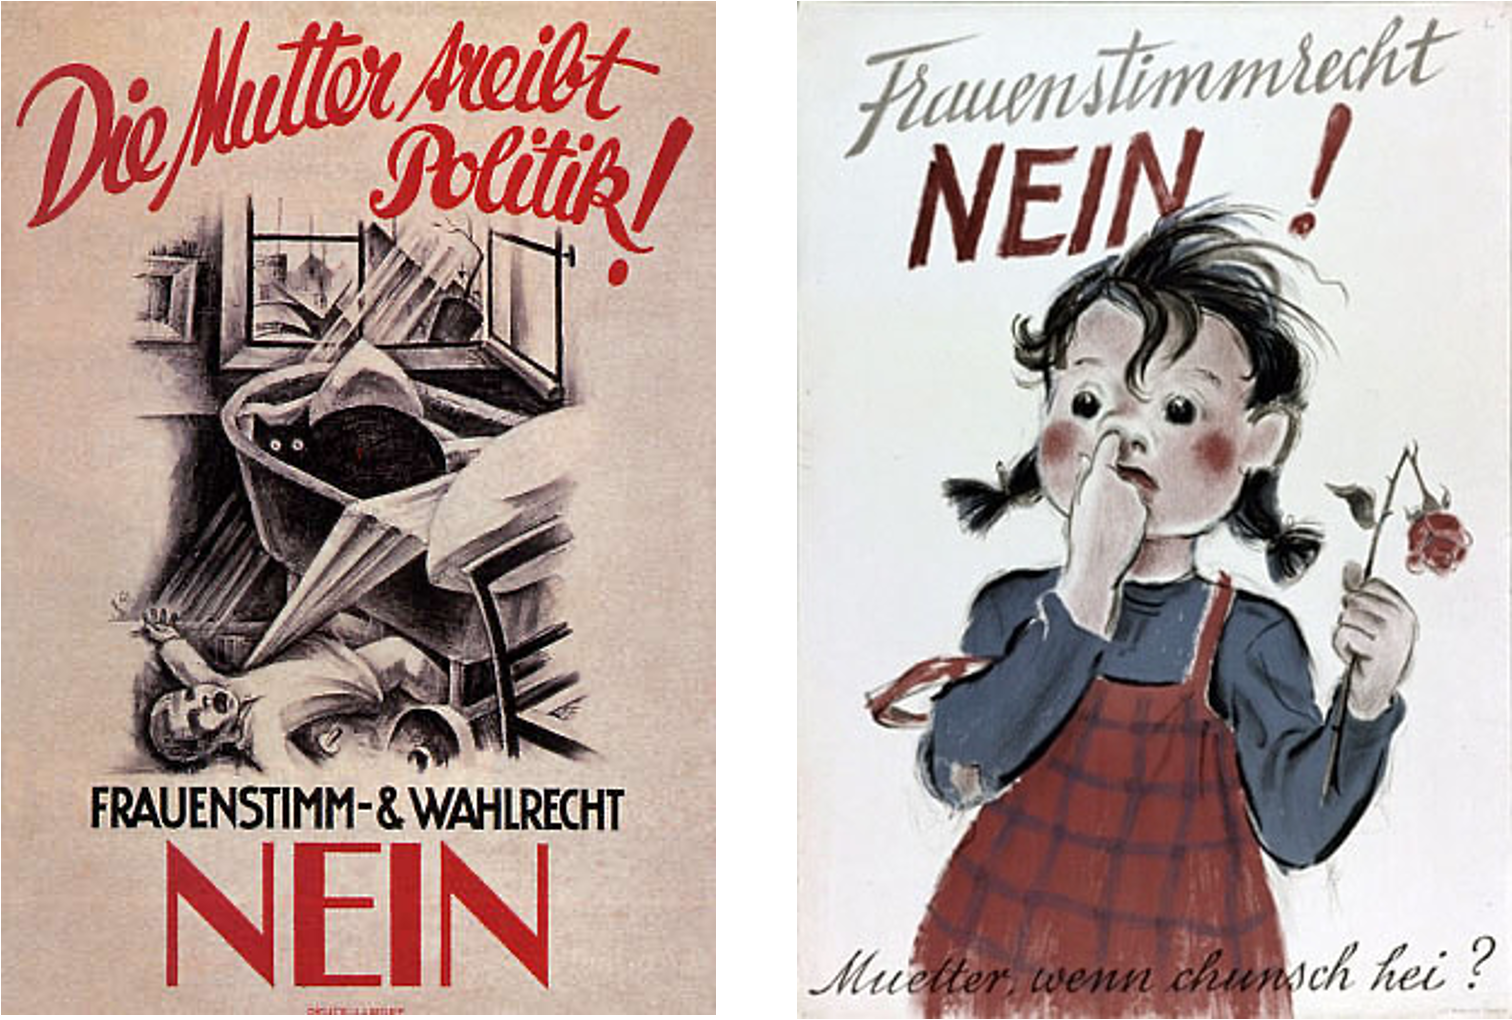 Die Mutter treibt
Politik!
FRAUENSTIMM-& WAHLRECHT
NEIN
Frauenstimmrecht
NEIN!
Muetter, wenn chunsch hei?